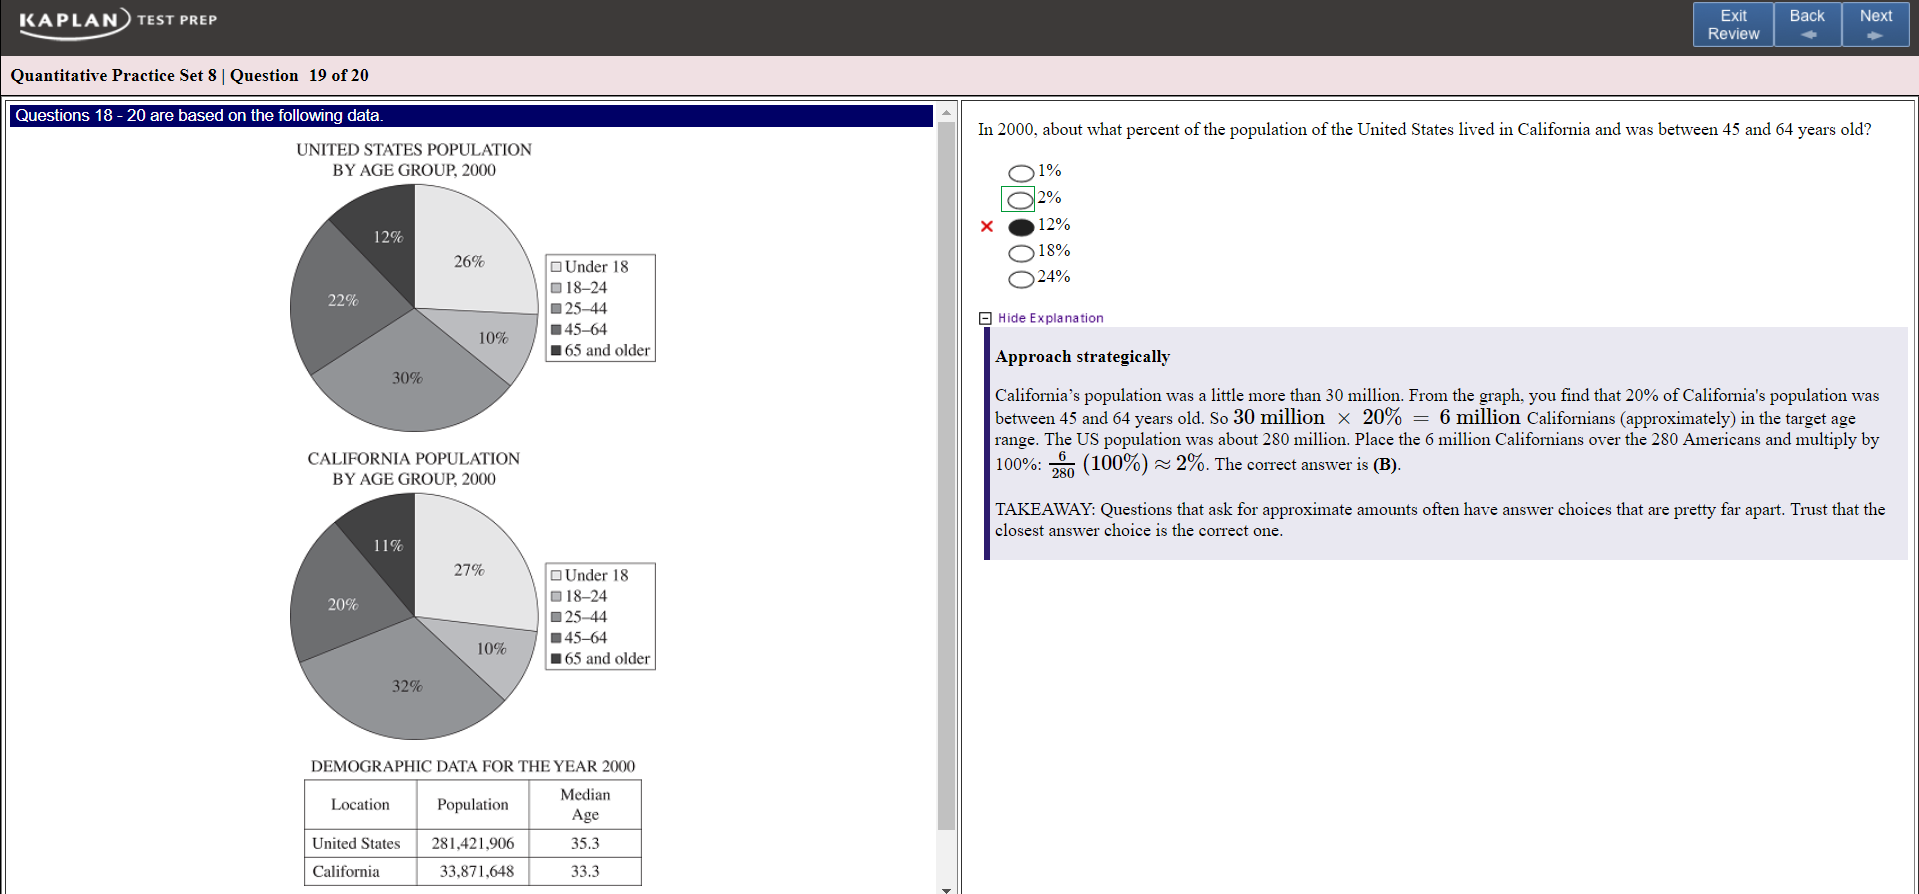 KAPLAN TEST PREP
Exit Review
Back
Next
Quantitative Practice Set 8 | Question 19 of 20
Questions 18 - 20 are based on the following data.
UNITED STATES POPULATION
BY AGE GROUP, 2000
12%
26%
22%
10%
30%
Under 18
18–24
25–44
45–64
65 and older
CALIFORNIA POPULATION
BY AGE GROUP, 2000
11%
27%
20%
10%
32%
Under 18
18–24
25–44
45–64
65 and older
DEMOGRAPHIC DATA FOR THE YEAR 2000
Location Population Median Age
United States 281,421,906 35.3
California 33,871,648 33.3
In 2000, about what percent of the population of the United States lived in California and was between 45 and 64 years old?
1%
2%
12%
18%
24%
Hide Explanation
Approach strategically
California’s population was a little more than 30 million. From the graph, you find that 20% of California's population was
between 45 and 64 years old. So 30 million × 20% = 6 million Californians (approximately) in the target age
range. The US population was about 280 million. Place the 6 million Californians over the 280 Americans and multiply by
100%: 6/280 (100%) ≈ 2%. The correct answer is (B).
TAKEAWAY: Questions that ask for approximate amounts often have answer choices that are pretty far apart. Trust that the
closest answer choice is the correct one.